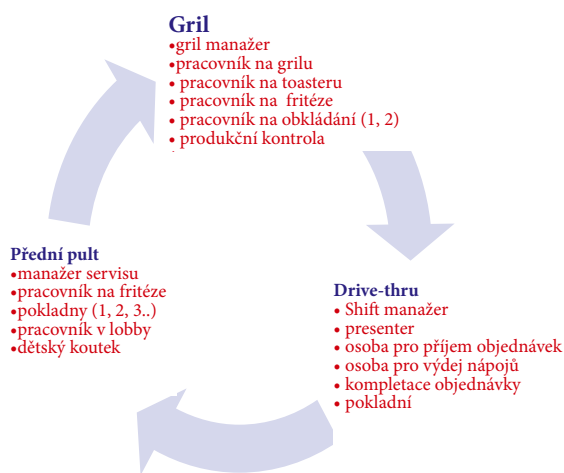 Gril
•gril manažer
•pracovník na grilu
• pracovník na toasteru
• pracovník na fritéze
• pracovník na obkládání (1, 2)
• produkční kontrola
Přední pult
•manažer servisu
•pracovník na fritéze
•pokladny (1, 2, 3..)
•pracovník v lobby
•dětský koutek
Drive-thru
• Shift manažer
• presenter
• osoba pro příjem objednávek
• osoba pro výdej nápojů
• kompletace objednávky
• pokladní